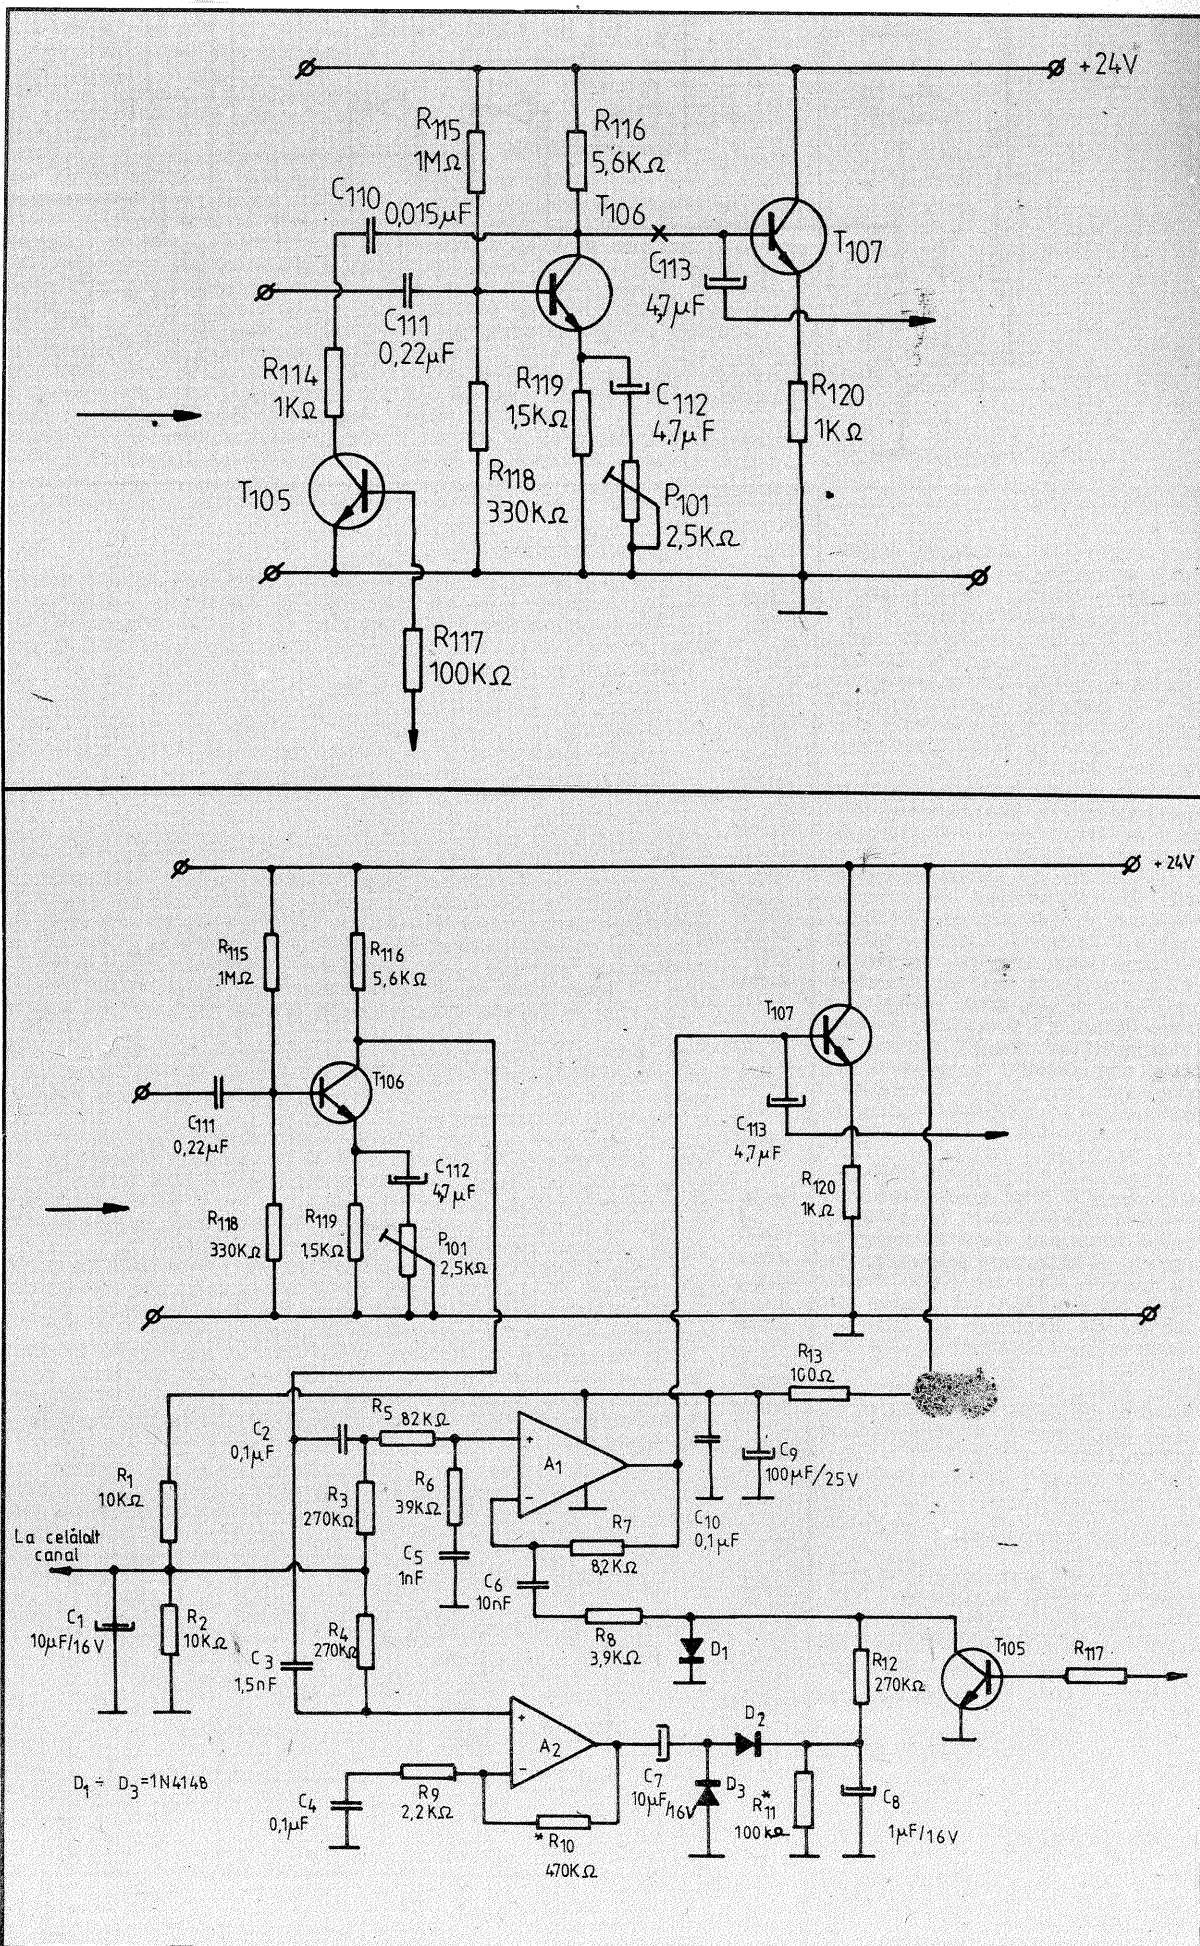 +24V
R115
1MΩ
R116
5,6KΩ
C110
0,015µF
T106
T107
C113
4,7µF
C111
0,22µF
R114
1KΩ
R119
1,5KΩ
C112
4,7µF
R120
1KΩ
T105
R118
330KΩ
P101
2,5KΩ
R117
100KΩ
+24V
R115
1MΩ
R116
5,6KΩ
T107
T106
C111
0,22µF
C113
4,7µF
C112
4,7µF
R120
1KΩ
R118
330KΩ
R119
1,5KΩ
P101
2,5KΩ
R13
100Ω
R5 82KΩ
C2
0,1µF
A1
+
−
C9
100µF/25V
R1
10KΩ
R6
39KΩ
R3
270KΩ
R7
8,2KΩ
C10
0,1µF
La celălalt
canal
C5
1nF
C6
10nF
C1
10µF/16V
R2
10KΩ
R4
270KΩ
R8
3,9KΩ
D1
R12
270KΩ
T105
R117
C3
1,5nF
A2
+
−
D2
D1 ÷ D3=1N4148
C4
0,1µF
R9
2,2KΩ
C7
10µF/16V
D3
R*11
100KΩ
C8
1µF/16V
*R10
470KΩ